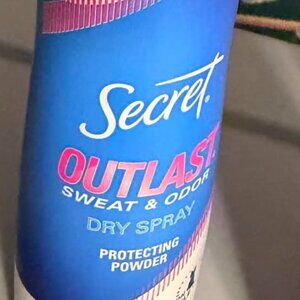 Secret.
OUTLAST.
SWEAT & ODOR
DRY SPRAY
PROTECTING
POWDER